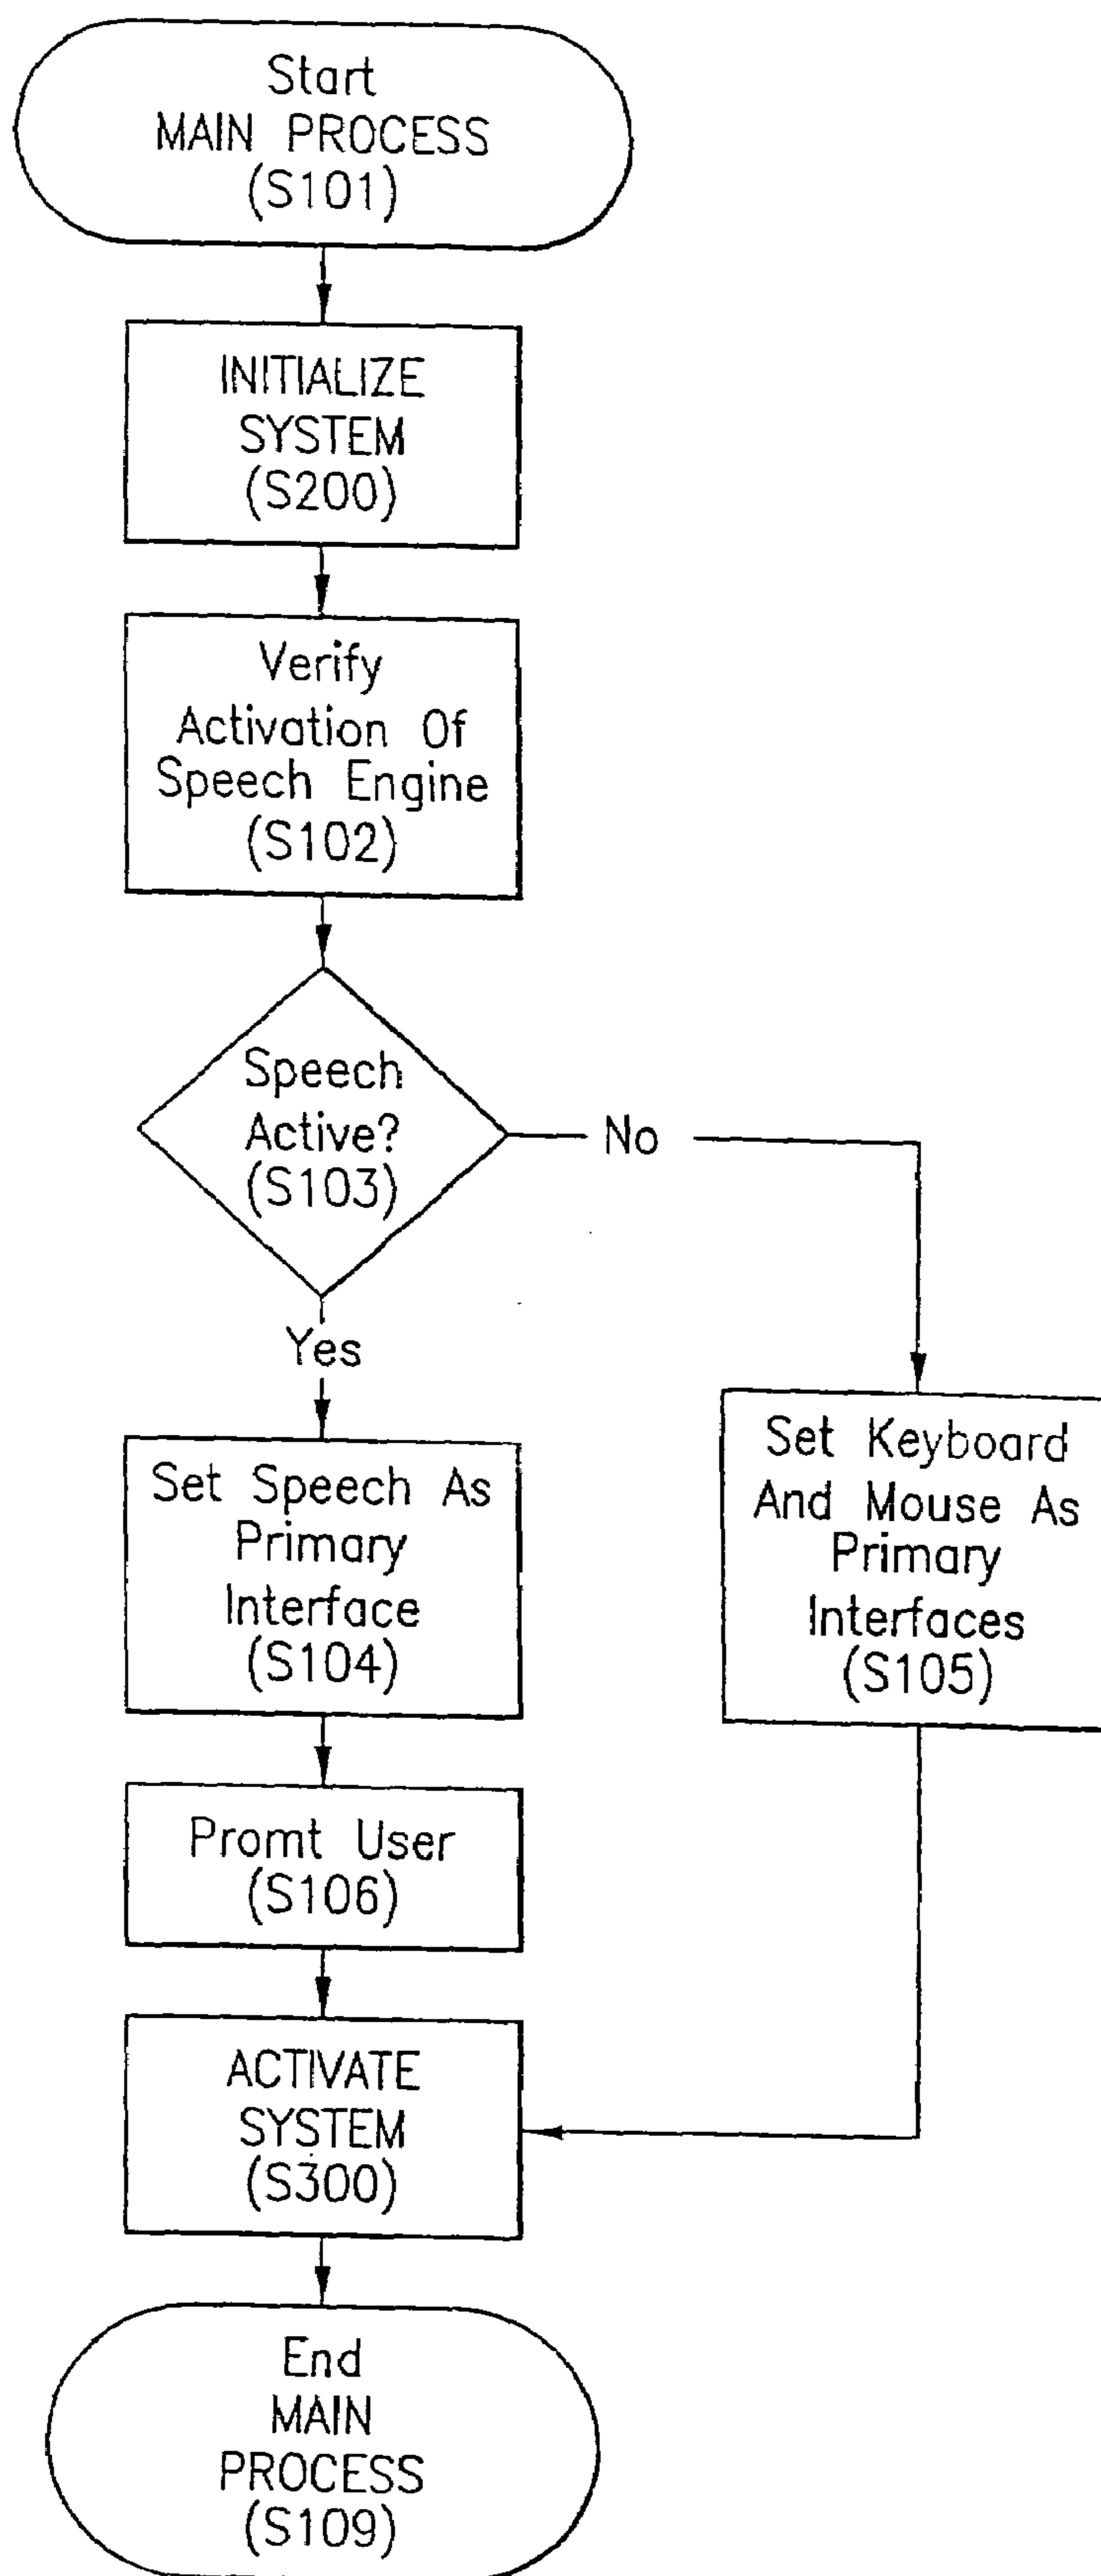 Start
MAIN PROCESS
(S101)
INITIALIZE
SYSTEM
(S200)
Verify
Activation Of
Speech Engine
(S102)
Speech
Active?
(S103)
No
Yes
Set Speech As
Primary
Interface
(S104)
Set Keyboard
And Mouse As
Primary
Interfaces
(S105)
Promt User
(S106)
ACTIVATE
SYSTEM
(S300)
End
MAIN
PROCESS
(S109)